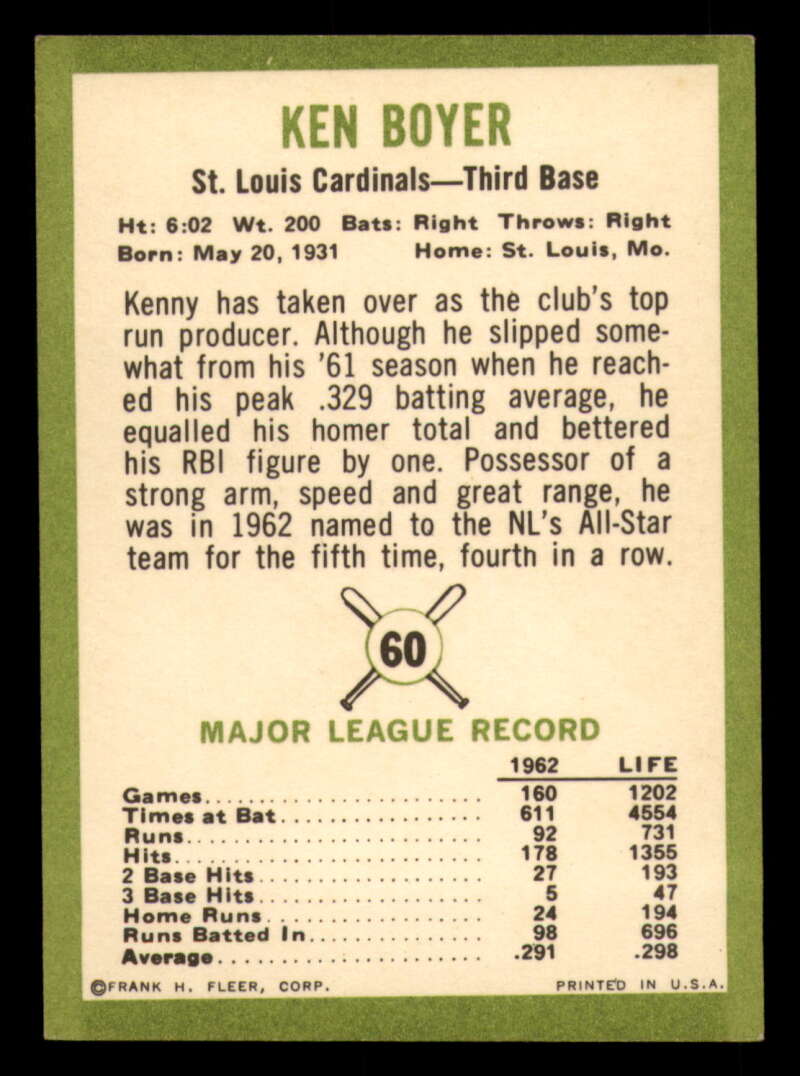 KEN BOYER
St. Louis Cardinals—Third Base
Ht: 6:02 Wt. 200 Bats: Right Throws: Right
Born: May 20, 1931 Home: St. Louis, Mo.
Kenny has taken over as the club's top
run producer. Although he slipped some-
what from his '61 season when he reach-
ed his peak .329 batting average, he
equalled his homer total and bettered
his RBI figure by one. Possessor of a
strong arm, speed and great range, he
was in 1962 named to the NL's All-Star
team for the fifth time, fourth in a row.
60
MAJOR LEAGUE RECORD
1962 LIFE
Games........................ 160 1202
Times at Bat................. 611 4554
Runs......................... 92 731
Hits......................... 178 1355
2 Base Hits.................. 27 193
3 Base Hits.................. 5 47
Home Runs.................... 24 194
Runs Batted In............... 98 696
Average...................... .291 .298
©FRANK H. FLEER, CORP. PRINTED IN U.S.A.